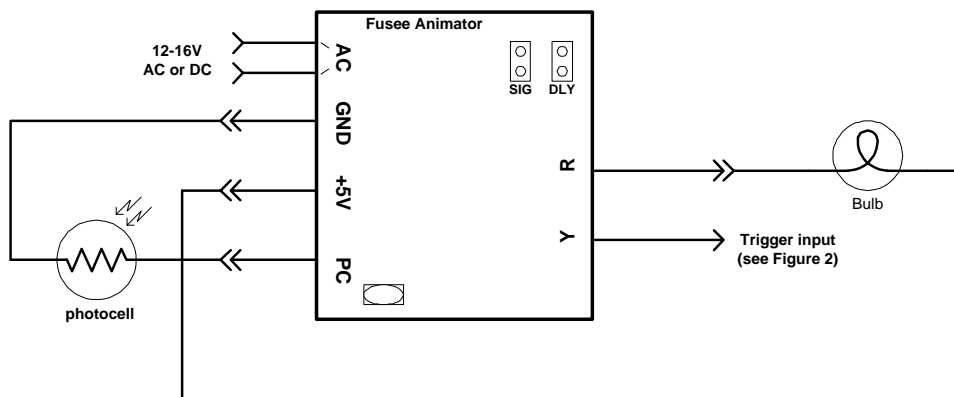 Fusee Animator
12-16V
AC or DC
AC
GND
+5V
PC
SIG
DLY
R
Y
Bulb
Trigger input
(see Figure 2)
photocell